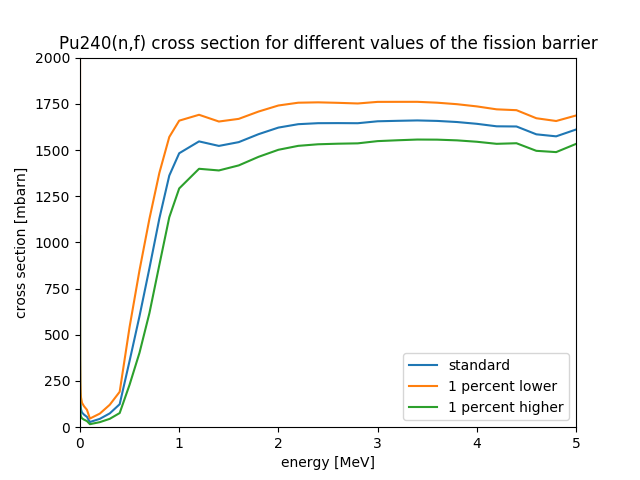 Pu240(n,f) cross section for different values of the fission barrier
2000
1750
1500
1250
1000
750
500
250
0
cross section [mbarn]
0 1 2 3 4 5
energy [MeV]
standard
1 percent lower
1 percent higher